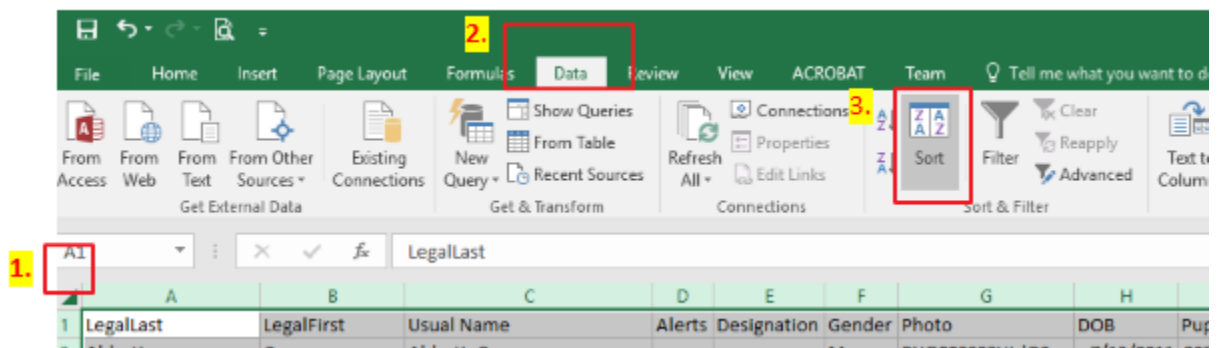 2.
File Home Insert Page Layout Formulas Data Review View ACROBAT Team Tell me what you want to d
Show Queries Connections 3. Clear
From Table Properties Reapply
From From From From Other Existing New Recent Sources Refresh Edit Links Sort Filter Advanced Text t
Access Web Text Sources Connections Query All Colum
Get External Data Get & Transform Connections Sort & Filter
1. A1 fx LegalLast
A B C D E F G H
1 LegalLast LegalFirst Usual Name Alerts Designation Gender Photo DOB Pup